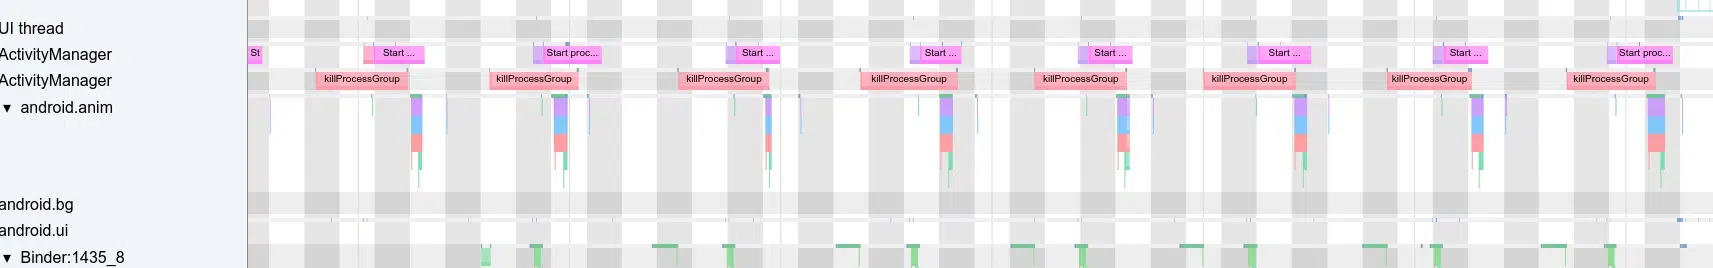 UI thread
ActivityManager
St Start ... Start proc... Start ... Start ... Start ... Start ... Start ... Start proc...
ActivityManager
killProcessGroup killProcessGroup killProcessGroup killProcessGroup killProcessGroup killProcessGroup killProcessGroup killProcessGroup
▼ android.anim
android.bg
android.ui
▼ Binder:1435_8